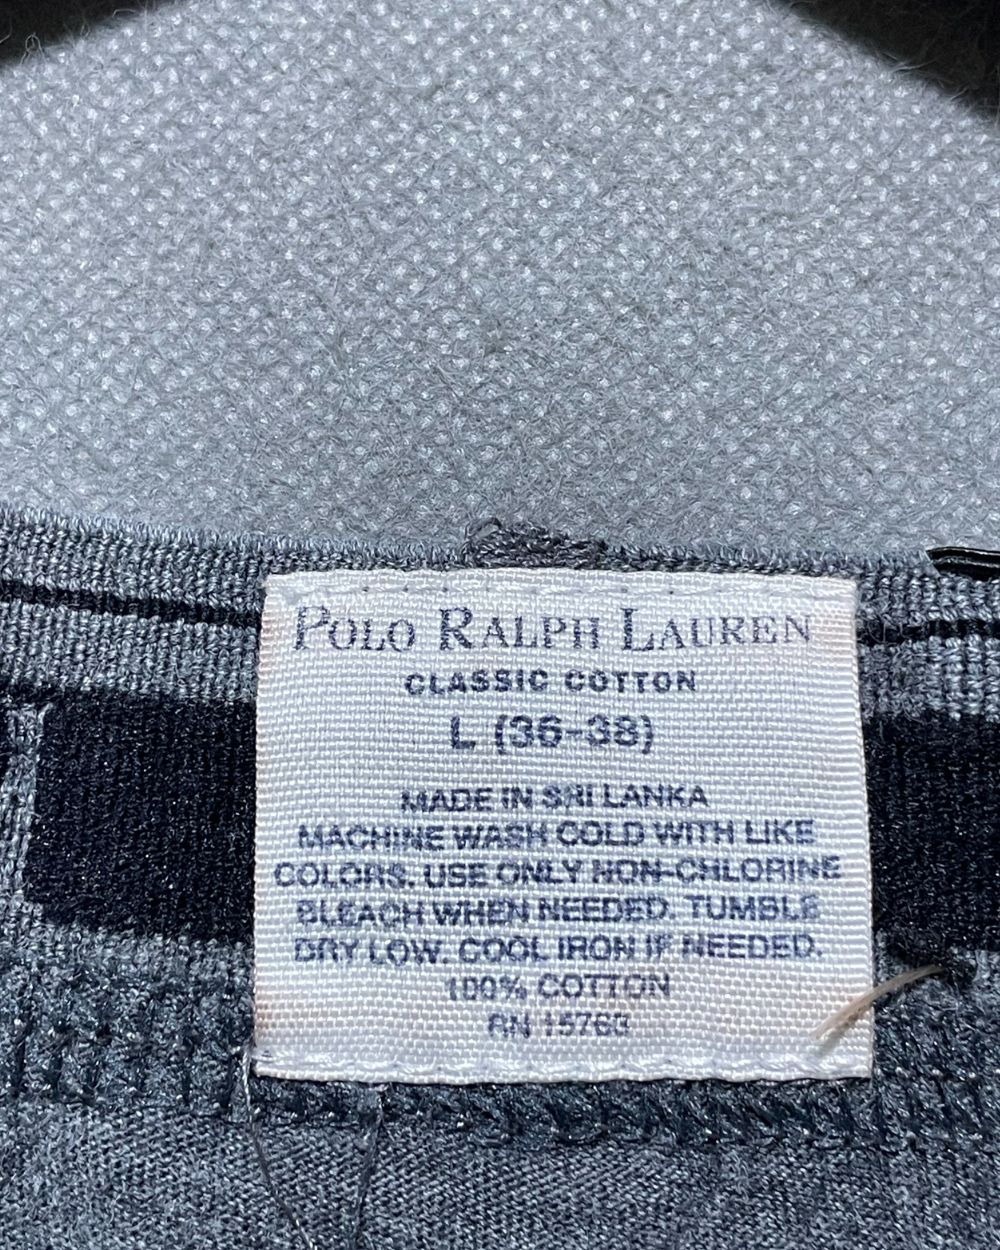 POLO RALPH LAUREN
CLASSIC COTTON
L (36-38)
MADE IN SRI LANKA
MACHINE WASH COLD WITH LIKE
COLORS. USE ONLY NON-CHLORINE
BLEACH WHEN NEEDED. TUMBLE
DRY LOW. COOL IRON IF NEEDED.
100% COTTON
RN 15763